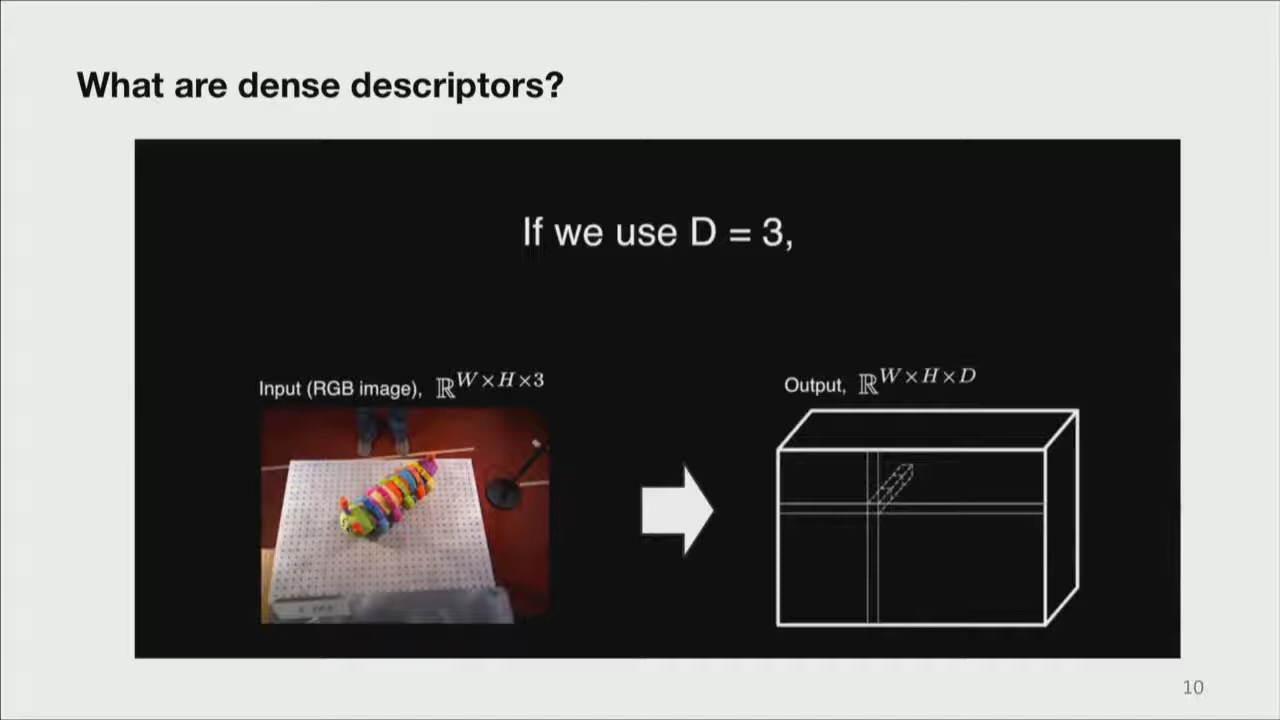 What are dense descriptors?
If we use D = 3,
Input (RGB image), ℝ^{W×H×3}
Output, ℝ^{W×H×D}
10